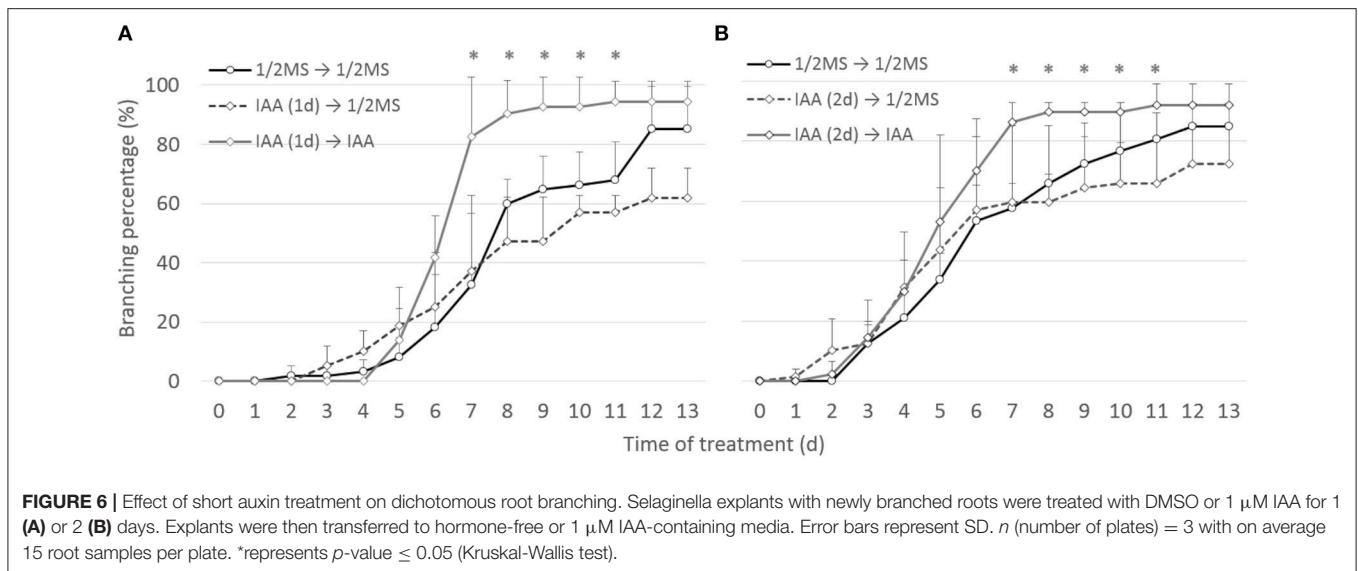 A
B
* * * * *
* * * * *
1/2MS → 1/2MS
IAA (1d) → 1/2MS
IAA (1d) → IAA
1/2MS → 1/2MS
IAA (2d) → 1/2MS
IAA (2d) → IAA
Branching percentage (%)
100
80
60
40
20
0
0 1 2 3 4 5 6 7 8 9 10 11 12 13
0 1 2 3 4 5 6 7 8 9 10 11 12 13
Time of treatment (d)
FIGURE 6 | Effect of short auxin treatment on dichotomous root branching. Selaginella explants with newly branched roots were treated with DMSO or 1 μM IAA for 1
(A) or 2 (B) days. Explants were then transferred to hormone-free or 1 μM IAA-containing media. Error bars represent SD. n (number of plates) = 3 with on average
15 root samples per plate. *represents p-value ≤ 0.05 (Kruskal-Wallis test).